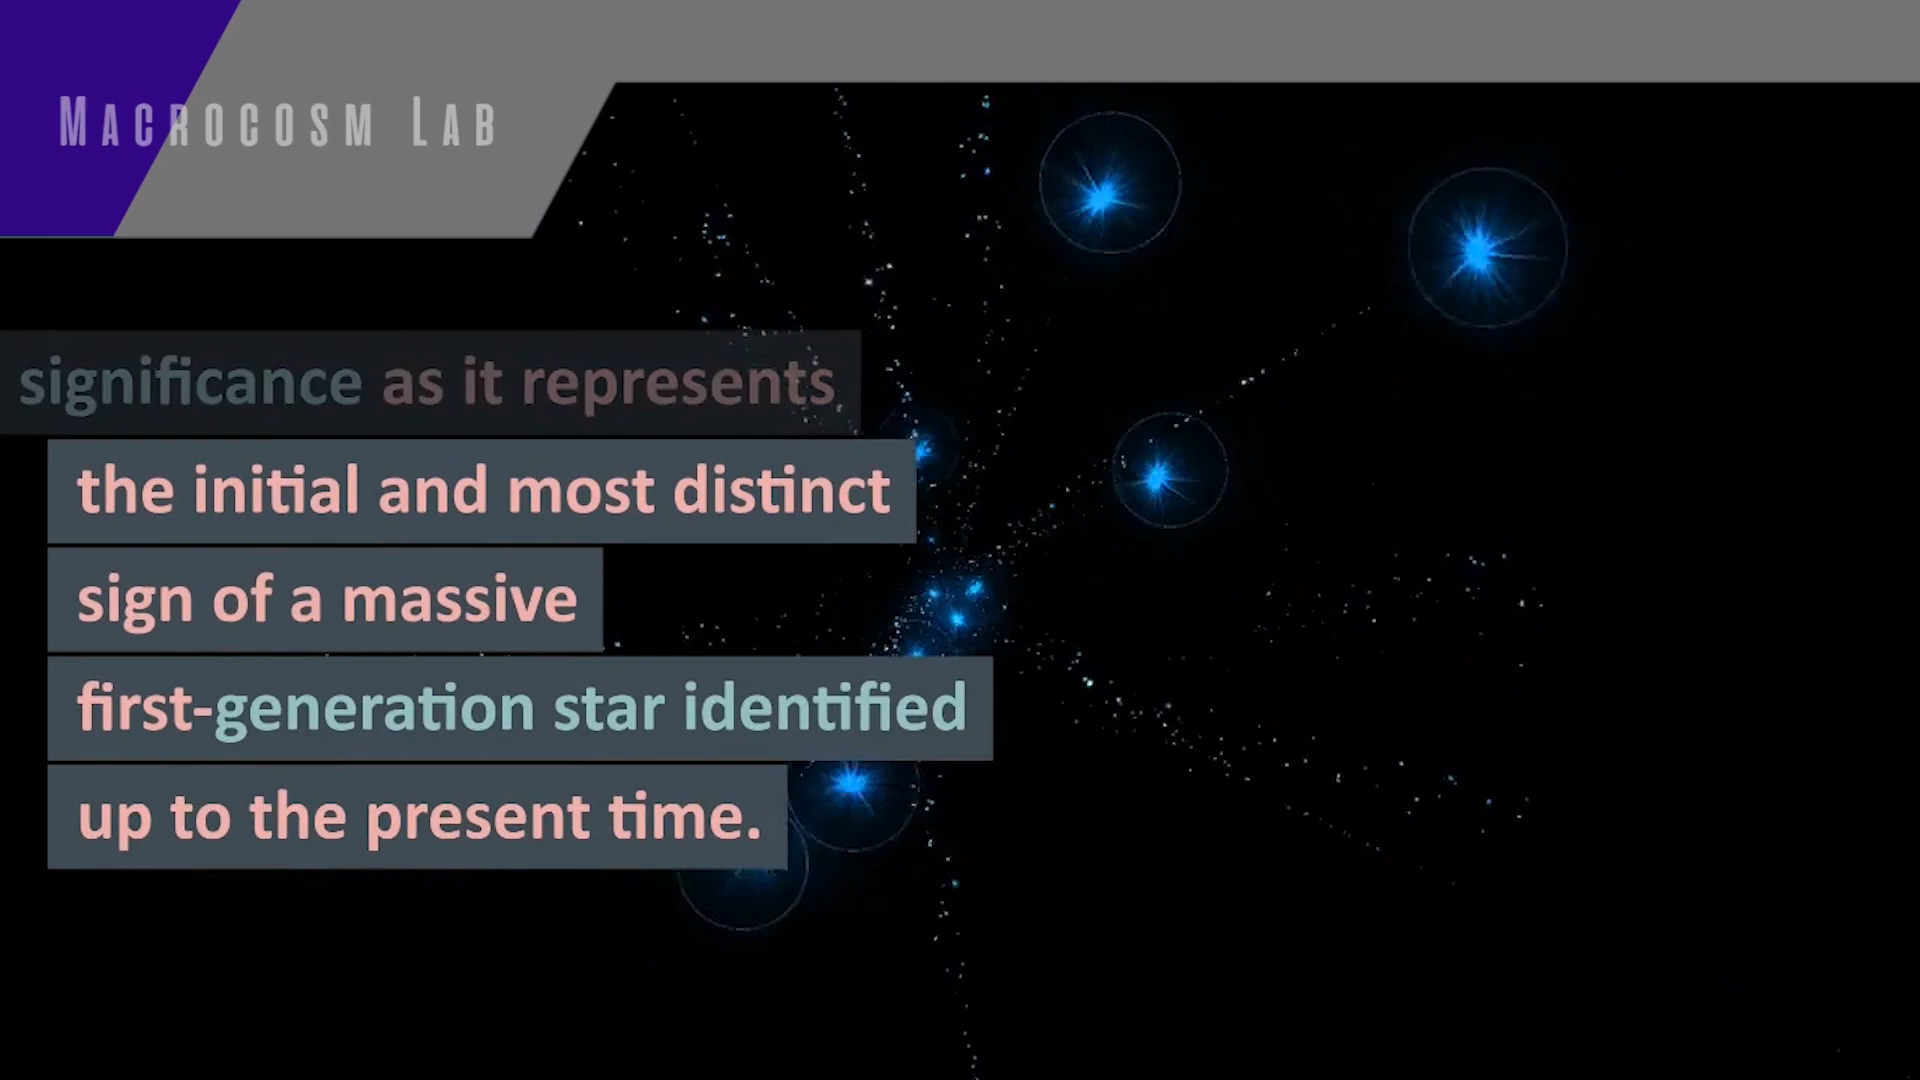 Macrocosm Lab
significance as it represents
the initial and most distinct
sign of a massive
first-generation star identified
up to the present time.